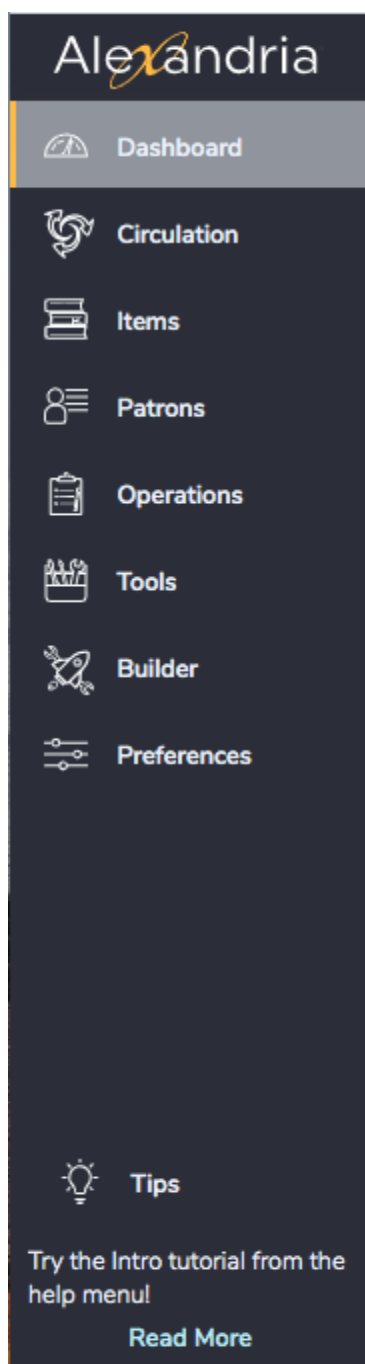 Alexandria
Dashboard
Circulation
Items
Patrons
Operations
Tools
Builder
Preferences
Tips
Try the Intro tutorial from the
help menu!
Read More